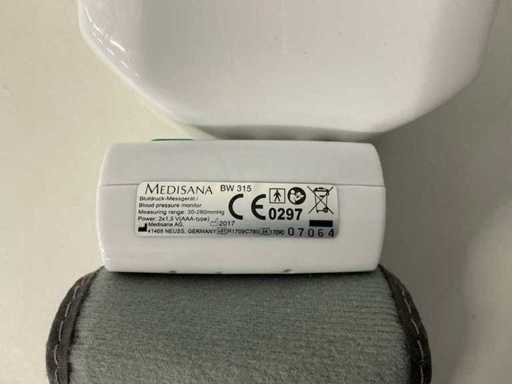 MEDISANA BW 315
Blutdruck-Messgerät /
Blood pressure monitor
Measuring range: 30-280mmHg
Power: 2x1,5 V(AAA-type)
2017
Medisana AG,
41468 NEUSS, GERMANY
CE 0297
07064